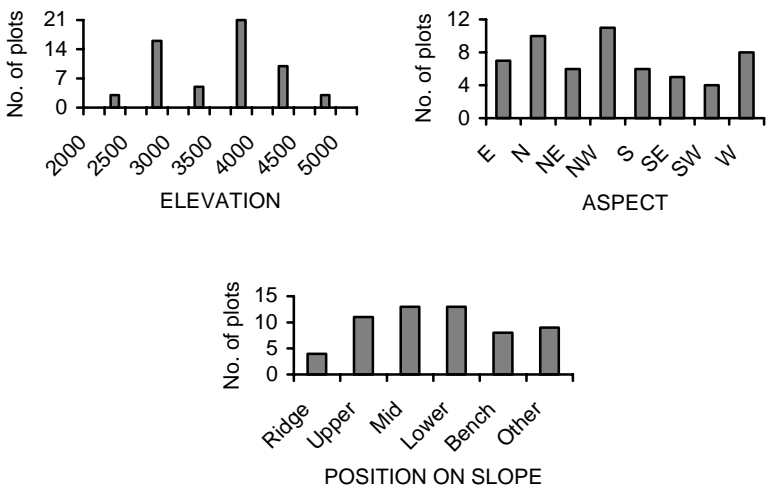 No. of plots
21
14
7
0
2000 2500 3000 3500 4000 4500 5000
ELEVATION
No. of plots
12
8
4
0
E N NE NW S SE SW W
ASPECT
No. of plots
15
10
5
0
Ridge Upper Mid Lower Bench Other
POSITION ON SLOPE